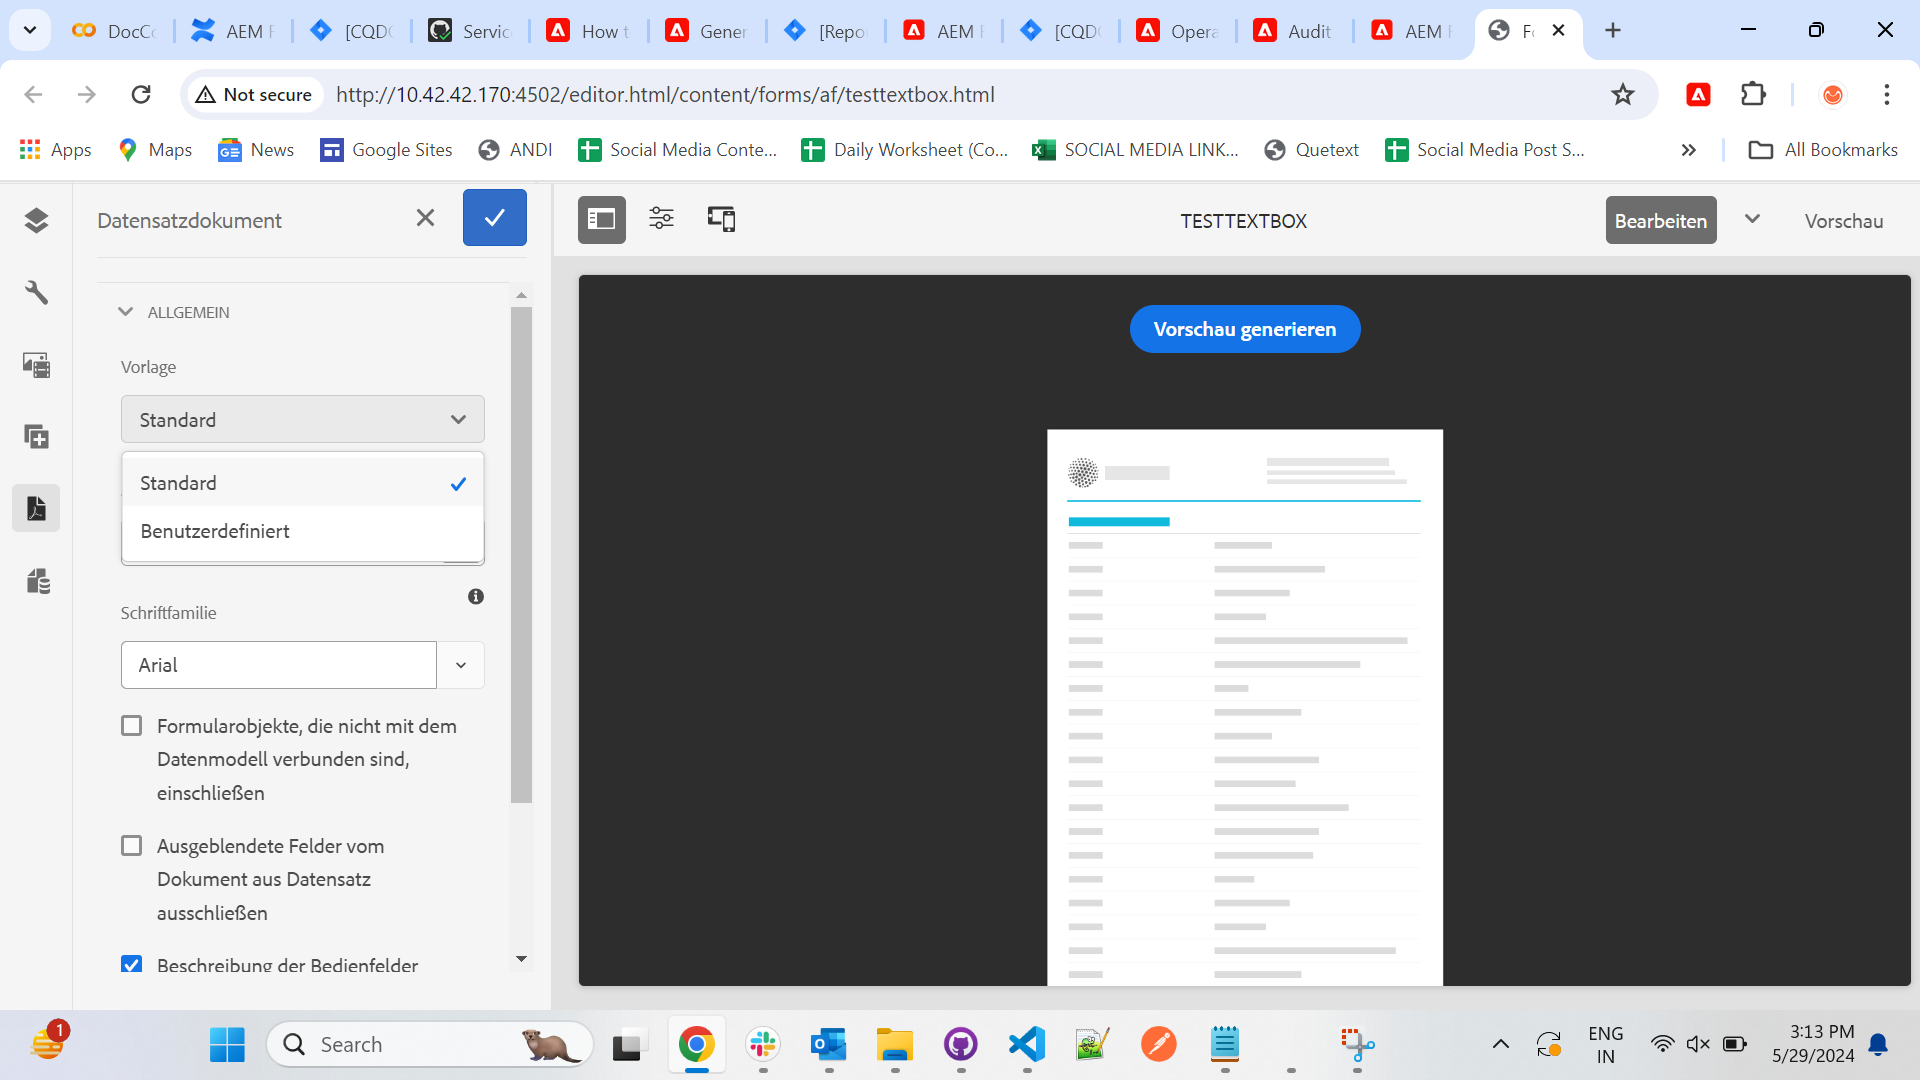 DocCo
AEM F
[CQDO
Servic
How t
Gener
[Repo
AEM F
[CQDO
Opera
Audit
AEM F
Fo
Not secure
http://10.42.42.170:4502/editor.html/content/forms/af/testtextbox.html
Apps
Maps
News
Google Sites
ANDI
Social Media Conte...
Daily Worksheet (Co...
SOCIAL MEDIA LINK...
Quetext
Social Media Post S...
All Bookmarks
Datensatzdokument
TESTTEXTBOX
Bearbeiten
Vorschau
ALLGEMEIN
Vorlage
Standard
Standard
Benutzerdefiniert
Schriftfamilie
Arial
Formularobjekte, die nicht mit dem
Datenmodell verbunden sind,
einschließen
Ausgeblendete Felder vom
Dokument aus Datensatz
ausschließen
Beschreibung der Bedienfelder
Vorschau generieren
1
Search
ENG
IN
3:13 PM
5/29/2024